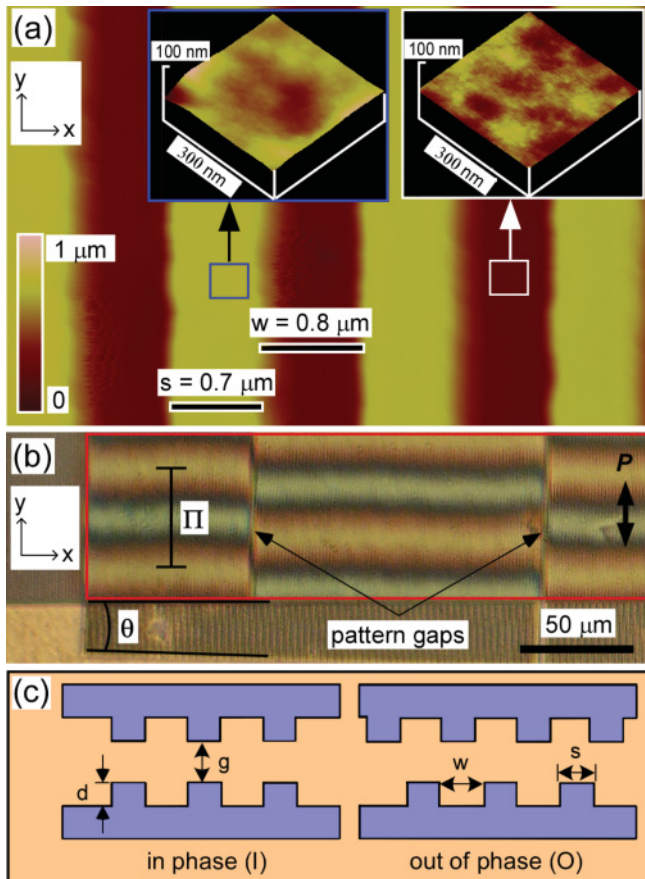 (a)
y
x
100 nm
300 nm
100 nm
300 nm
1 μm
0
w = 0.8 μm
s = 0.7 μm
(b)
y
x
Π
P
θ
pattern gaps
50 μm
(c)
g
d
w
s
in phase (I)
out of phase (O)